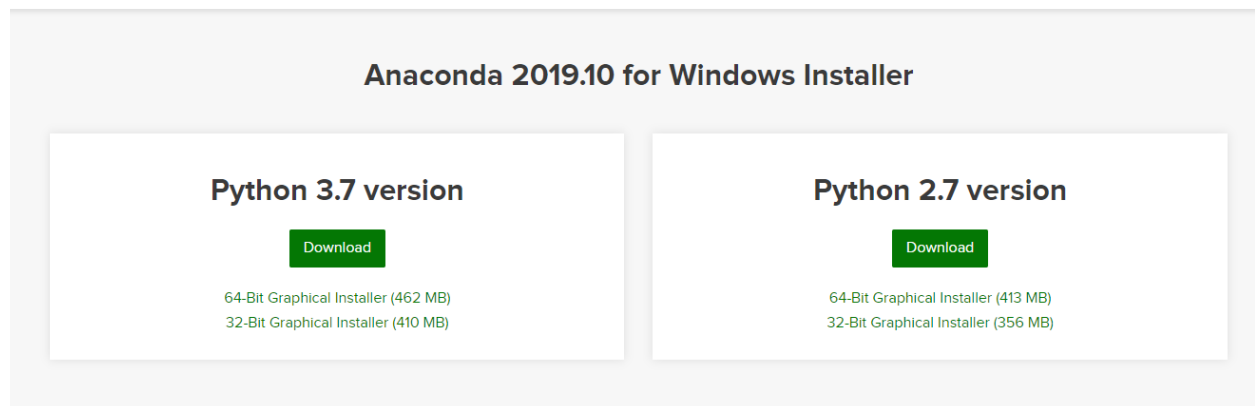 Anaconda 2019.10 for Windows Installer
Python 3.7 version
Download
64-Bit Graphical Installer (462 MB)
32-Bit Graphical Installer (410 MB)
Python 2.7 version
Download
64-Bit Graphical Installer (413 MB)
32-Bit Graphical Installer (356 MB)